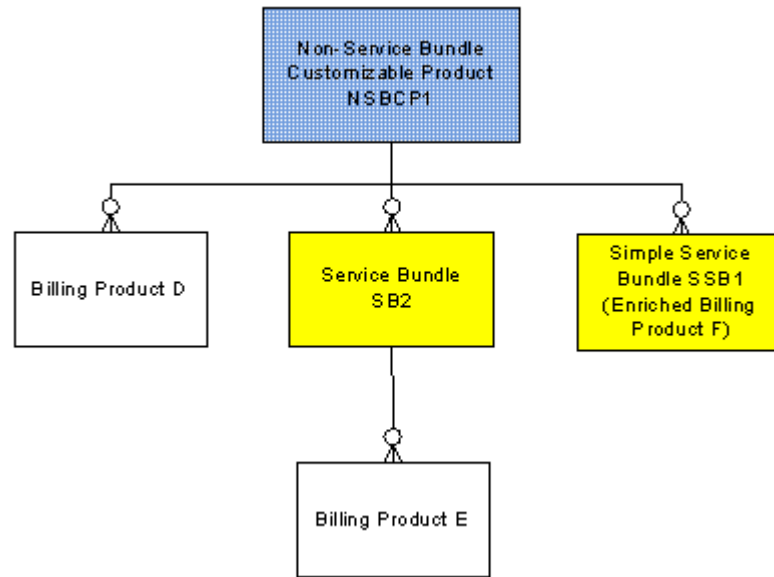 Non-Service Bundle
Customizable Product
NSBCP1
Billing Product D
Service Bundle
SB2
Simple Service
Bundle SSB1
(Enriched Billing
Product F)
Billing Product E